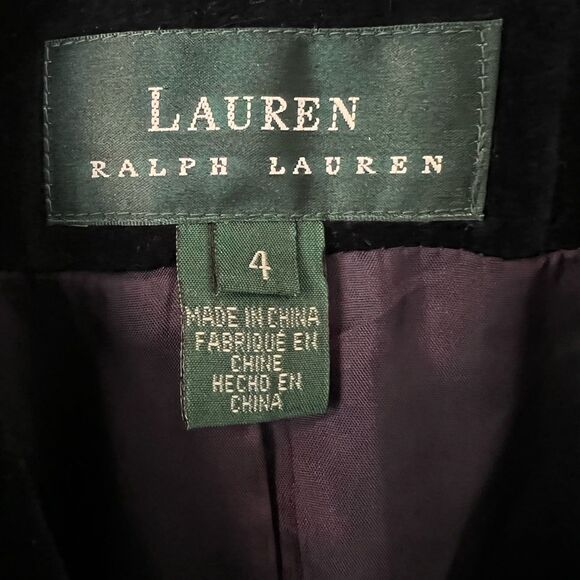 LAUREN
RALPH LAUREN
4
MADE IN CHINA
FABRIQUÉ EN
CHINE
HECHO EN
CHINA